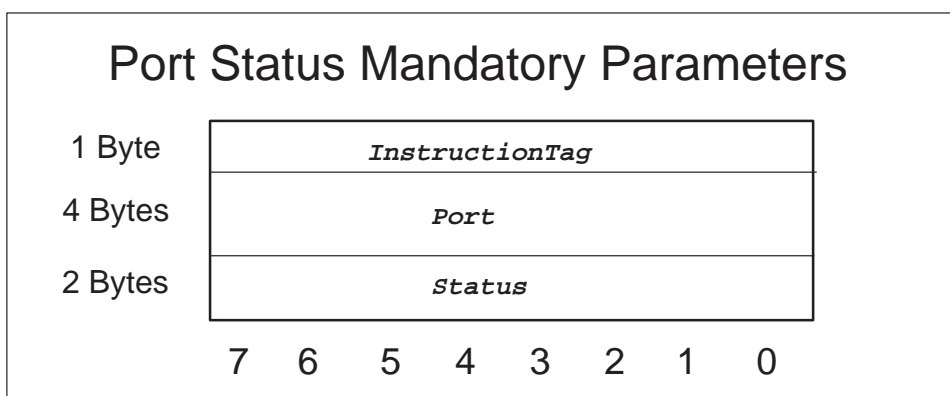 Port Status Mandatory Parameters
1 Byte InstructionTag
4 Bytes Port
2 Bytes Status
7 6 5 4 3 2 1 0